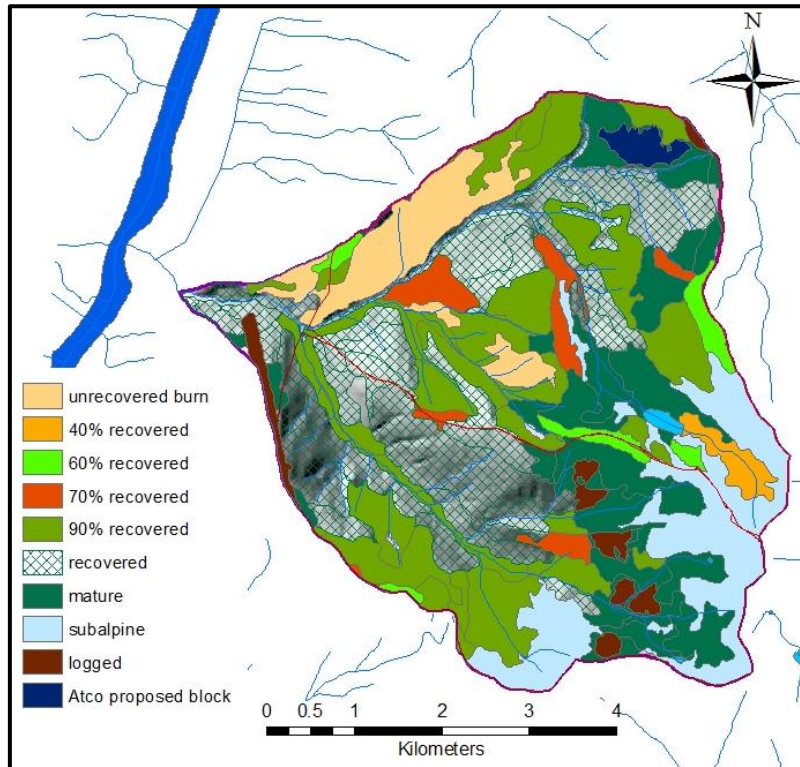 N
unrecovered burn
40% recovered
60% recovered
70% recovered
90% recovered
recovered
mature
subalpine
logged
Atco proposed block
0 0.5 1 2 3 4
Kilometers